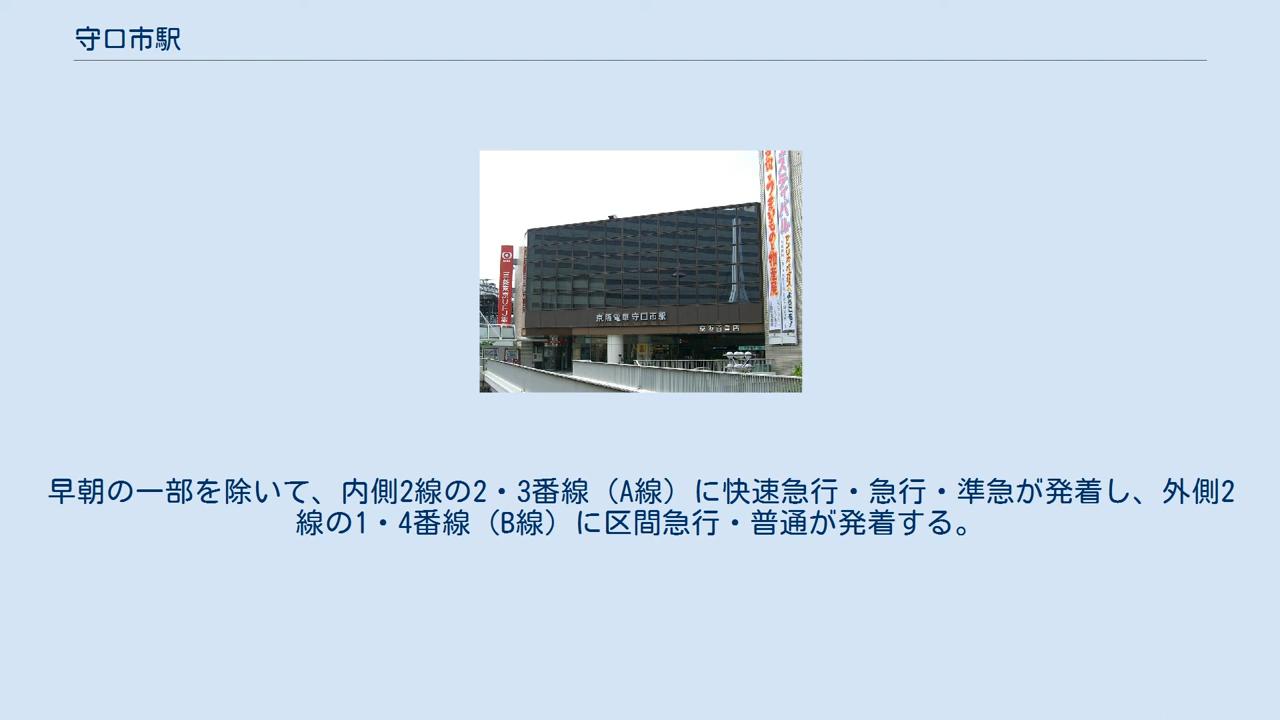 守口市駅
京阪電車守口市駅
早朝の一部を除いて、内側2線の2・3番線（A線）に快速急行・急行・準急が発着し、外側2
線の1・4番線（B線）に区間急行・普通が発着する。